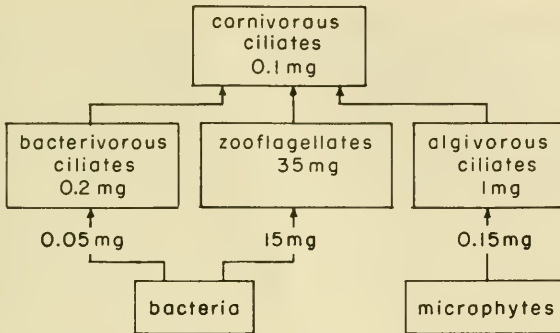 cornivorous
ciliates
0.1 mg
bacterivorous
ciliates
0.2 mg
zooflagellates
35 mg
algivorous
ciliates
1 mg
0.05 mg
15 mg
0.15 mg
bacteria
microphytes